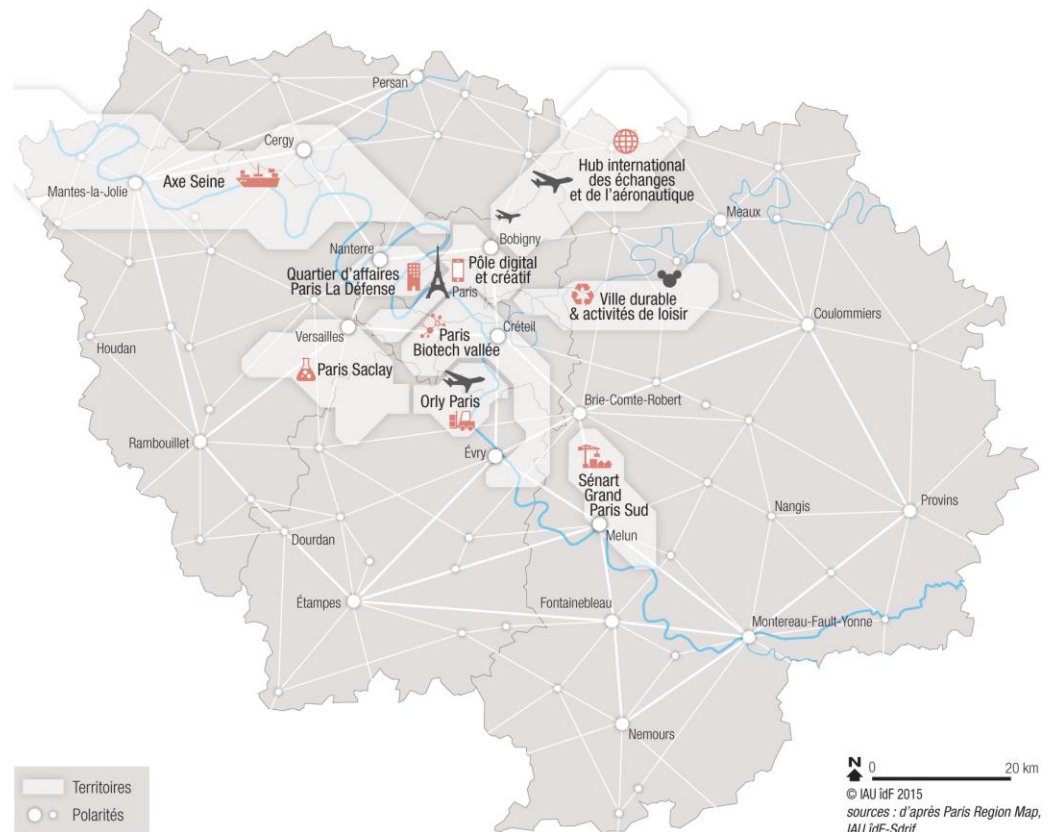 Persan
Cergy
Axe Seine
Mantes-la-Jolie
Hub international
des échanges
et de l'aéronautique
Meaux
Nanterre
Bobigny
Quartier d'affaires
Paris La Défense
Pôle digital
et créatif
Paris
Ville durable
& activités de loisir
Coulommiers
Houdan
Versailles
Paris
Biotech vallée
Créteil
Paris Saclay
Orly Paris
Brie-Comte-Robert
Rambouillet
Évry
Sénart
Grand
Paris Sud
Nangis
Provins
Dourdan
Melun
Étampes
Fontainebleau
Montereau-Fault-Yonne
Nemours
Territoires
Polarités
N 0 20 km
© IAU îdF 2015
sources : d'après Paris Region Map,
IAU îdF-Sdrif